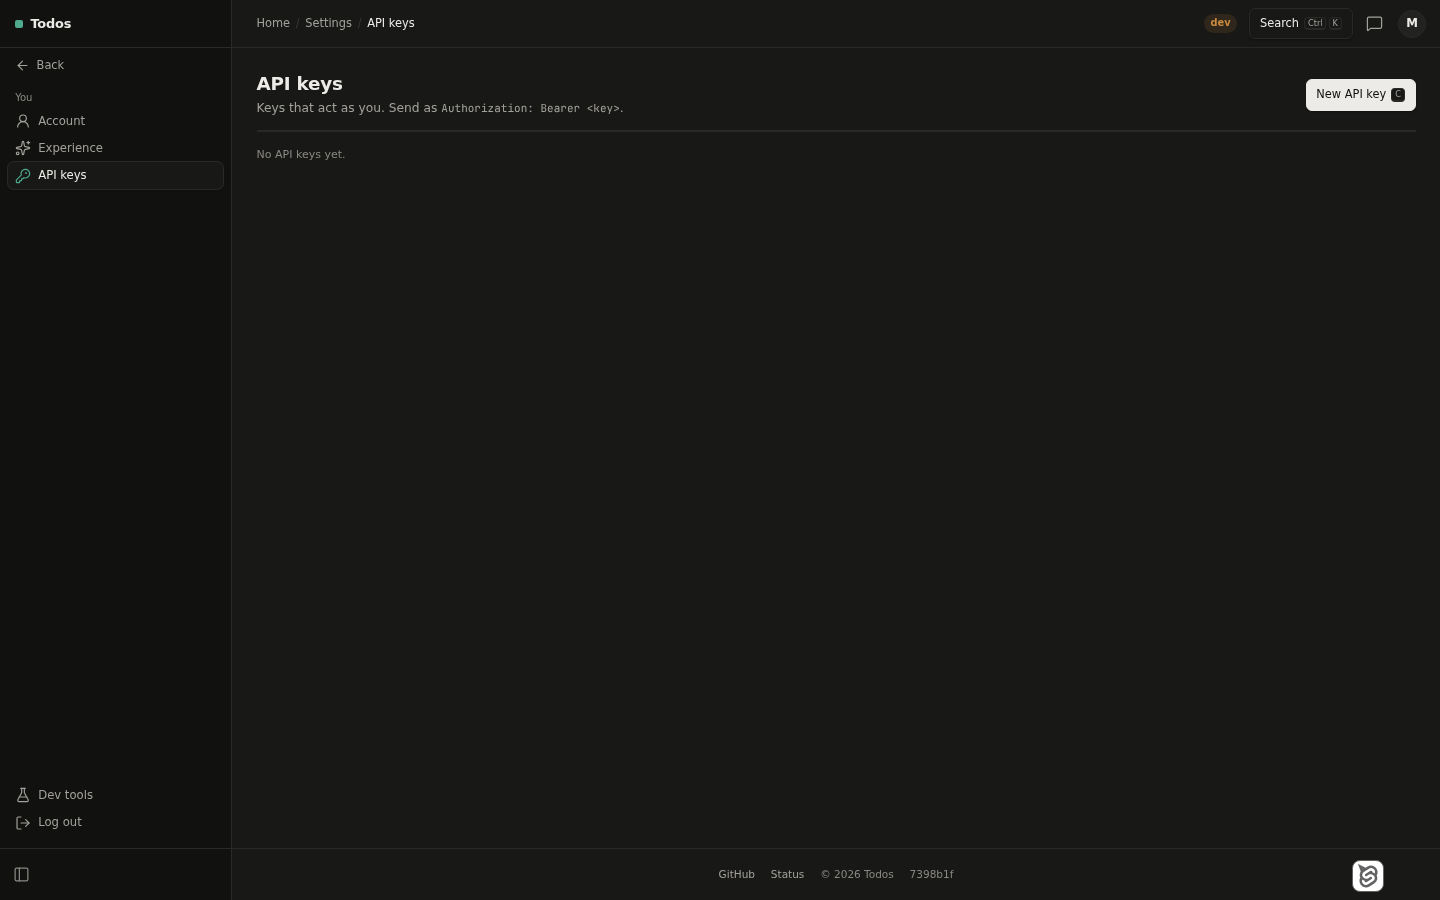 Todos
Home / Settings / API keys
dev
Search Ctrl K
M
Back
You
Account
Experience
API keys
API keys
Keys that act as you. Send as Authorization: Bearer <key>.
New API key C
No API keys yet.
Dev tools
Log out
GitHub Status © 2026 Todos 7398b1f